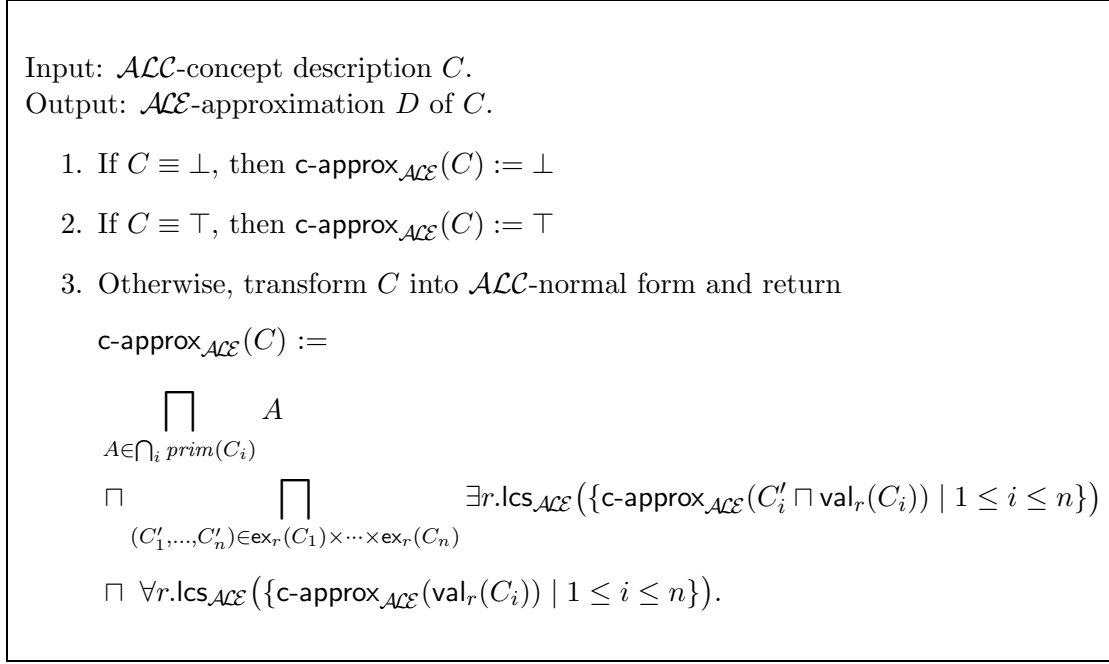 Input: 𝒜ℒ𝒞-concept description C.
Output: 𝒜ℒℰ-approximation D of C.
1. If C ≡ ⊥, then c-approx_𝒜ℒℰ(C) := ⊥
2. If C ≡ ⊤, then c-approx_𝒜ℒℰ(C) := ⊤
3. Otherwise, transform C into 𝒜ℒ𝒞-normal form and return
c-approx_𝒜ℒℰ(C) :=
⨅ A
A∈⋂_i prim(C_i)
⊓ ⨅ ∃r.lcs_𝒜ℒℰ({c-approx_𝒜ℒℰ(C′_i ⊓ val_r(C_i)) | 1 ≤ i ≤ n})
(C′_1,...,C′_n)∈ex_r(C_1)×···×ex_r(C_n)
⊓ ∀r.lcs_𝒜ℒℰ({c-approx_𝒜ℒℰ(val_r(C_i)) | 1 ≤ i ≤ n}).